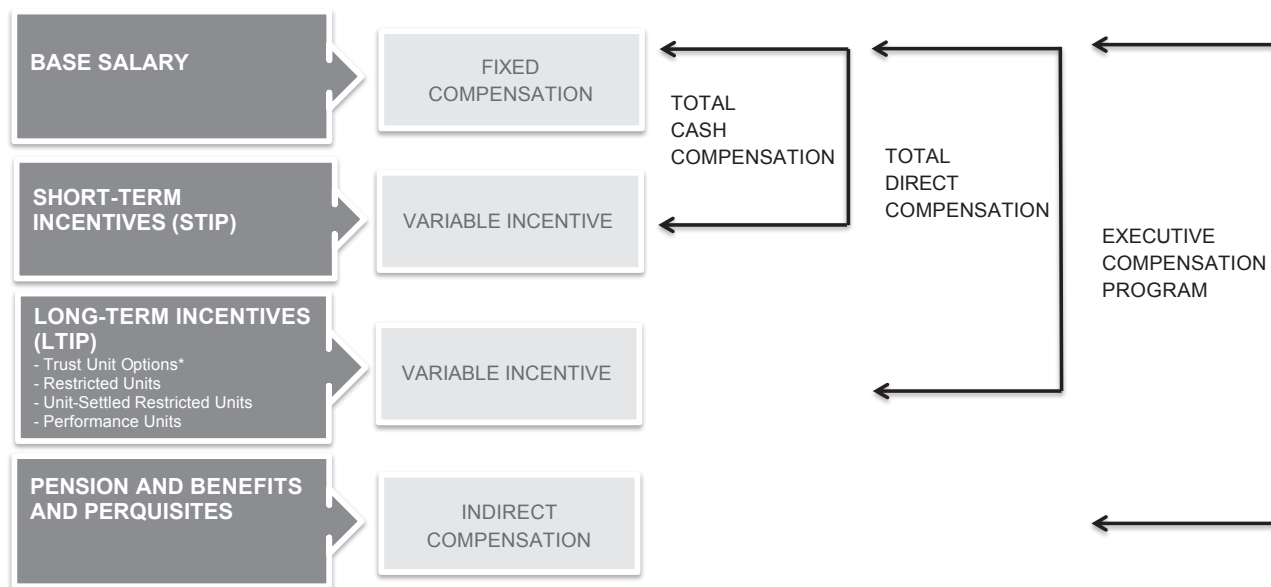 BASE SALARY
FIXED
COMPENSATION
SHORT-TERM
INCENTIVES (STIP)
VARIABLE INCENTIVE
LONG-TERM INCENTIVES
(LTIP)
- Trust Unit Options*
- Restricted Units
- Unit-Settled Restricted Units
- Performance Units
VARIABLE INCENTIVE
PENSION AND BENEFITS
AND PERQUISITES
INDIRECT
COMPENSATION
TOTAL
CASH
COMPENSATION
TOTAL
DIRECT
COMPENSATION
EXECUTIVE
COMPENSATION
PROGRAM